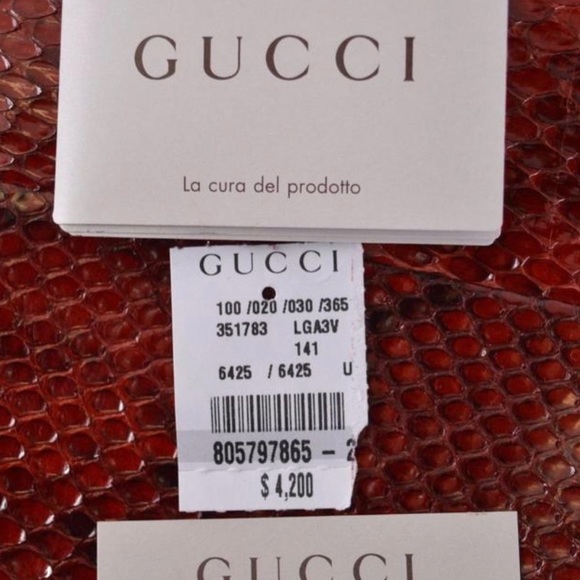 GUCCI
La cura del prodotto
GUCCI
100 /020 /030 /365
351783 LGA3V
141
6425 / 6425 U
805797865 - 2
$ 4,200
GUCCI